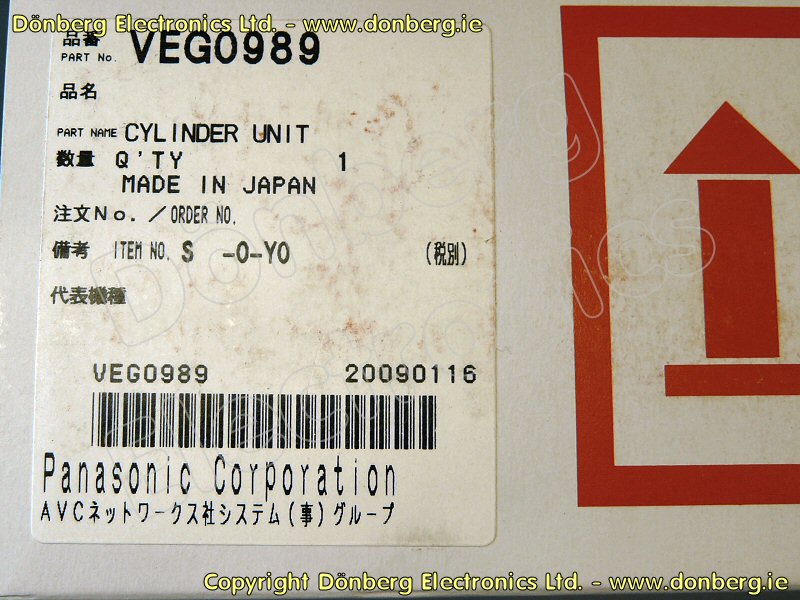 Dönberg Electronics Ltd. - www.donberg.ie
品番
PART No. VEG0989
品名
PART NAME CYLINDER UNIT
数量 Q'TY 1
MADE IN JAPAN
注文No. / ORDER NO.
備考 ITEM NO. S -0-Y0 (税別)
代表機種
VEG0989 20090116
Panasonic Corporation
AVCネットワークス社システム(事)グループ
Donberg Electronics
Copyright Dönberg Electronics Ltd. - www.donberg.ie